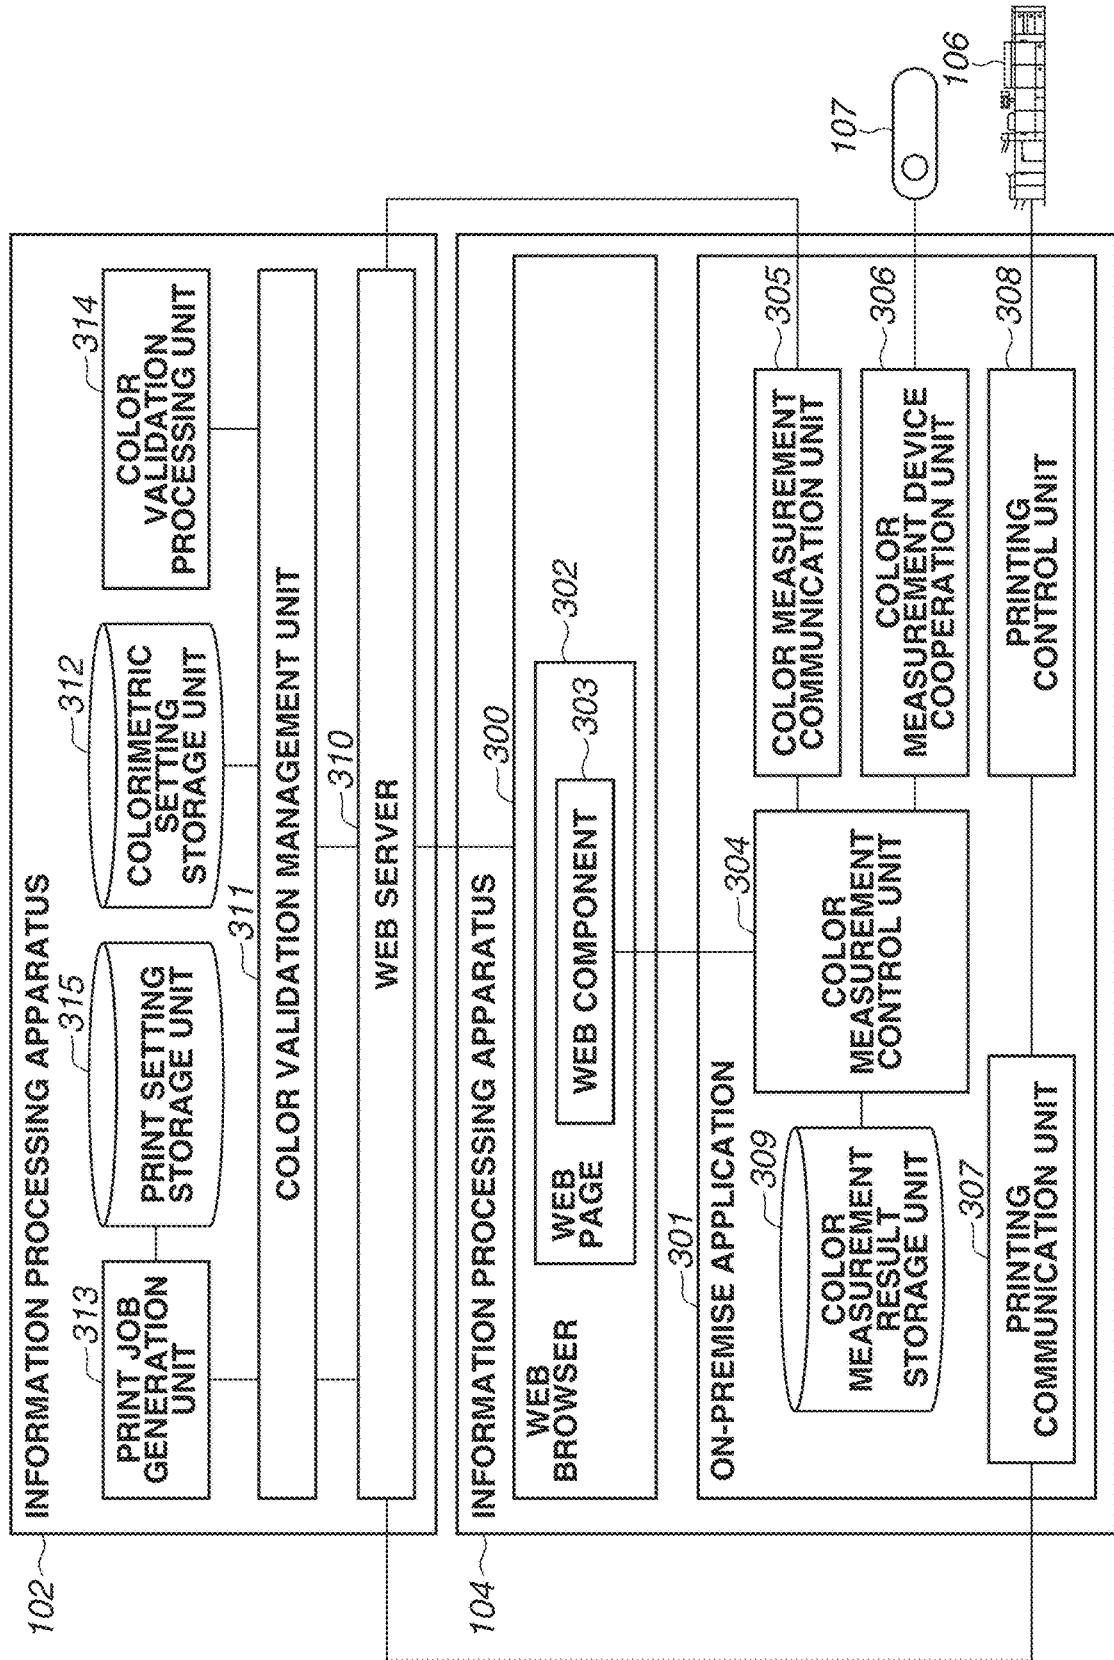 102
INFORMATION PROCESSING APPARATUS
313
PRINT JOB
GENERATION
UNIT
315
PRINT SETTING
STORAGE UNIT
312
COLORIMETRIC
SETTING
STORAGE UNIT
314
COLOR
VALIDATION
PROCESSING UNIT
311
COLOR VALIDATION MANAGEMENT UNIT
310
WEB SERVER
104
INFORMATION PROCESSING APPARATUS
300
WEB
BROWSER
302
WEB
PAGE
303
WEB COMPONENT
301
ON-PREMISE APPLICATION
309
COLOR
MEASUREMENT
RESULT
STORAGE UNIT
304
COLOR
MEASUREMENT
CONTROL UNIT
305
COLOR MEASUREMENT
COMMUNICATION UNIT
306
COLOR
MEASUREMENT DEVICE
COOPERATION UNIT
307
PRINTING
COMMUNICATION UNIT
308
PRINTING
CONTROL UNIT
107
106